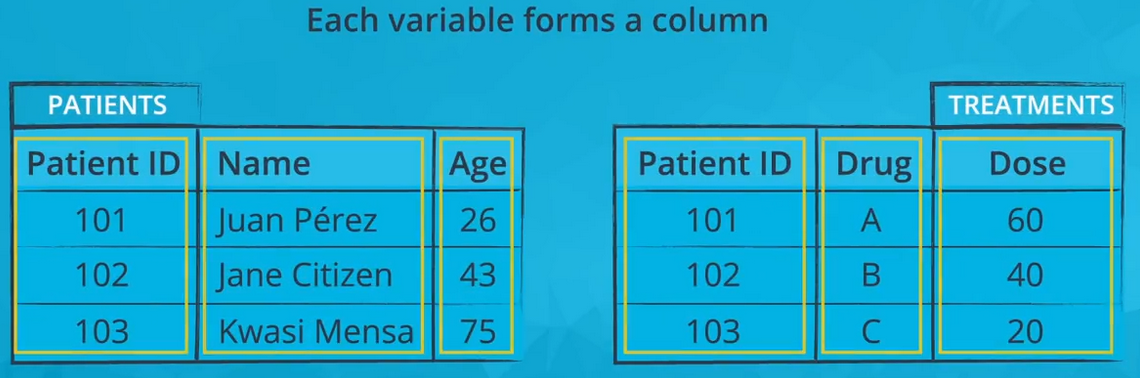 Each variable forms a column
PATIENTS
Patient ID Name Age
101 Juan Pérez 26
102 Jane Citizen 43
103 Kwasi Mensa 75
TREATMENTS
Patient ID Drug Dose
101 A 60
102 B 40
103 C 20